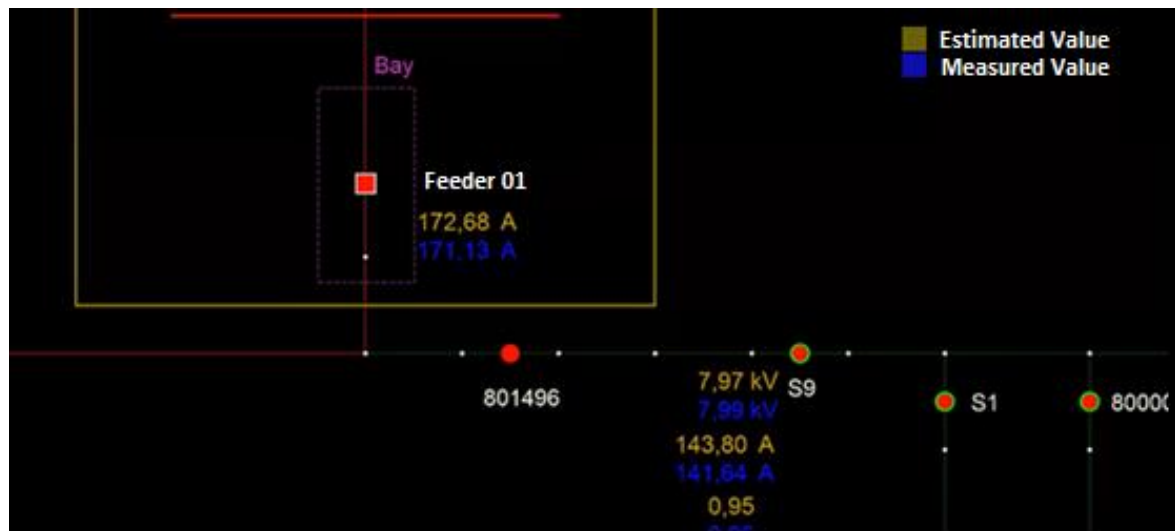 Estimated Value
Measured Value
Bay
Feeder 01
172,68 A
171,13 A
801496
7,97 kV
7,99 kV
S9
S1
143,80 A
141,64 A
0,95